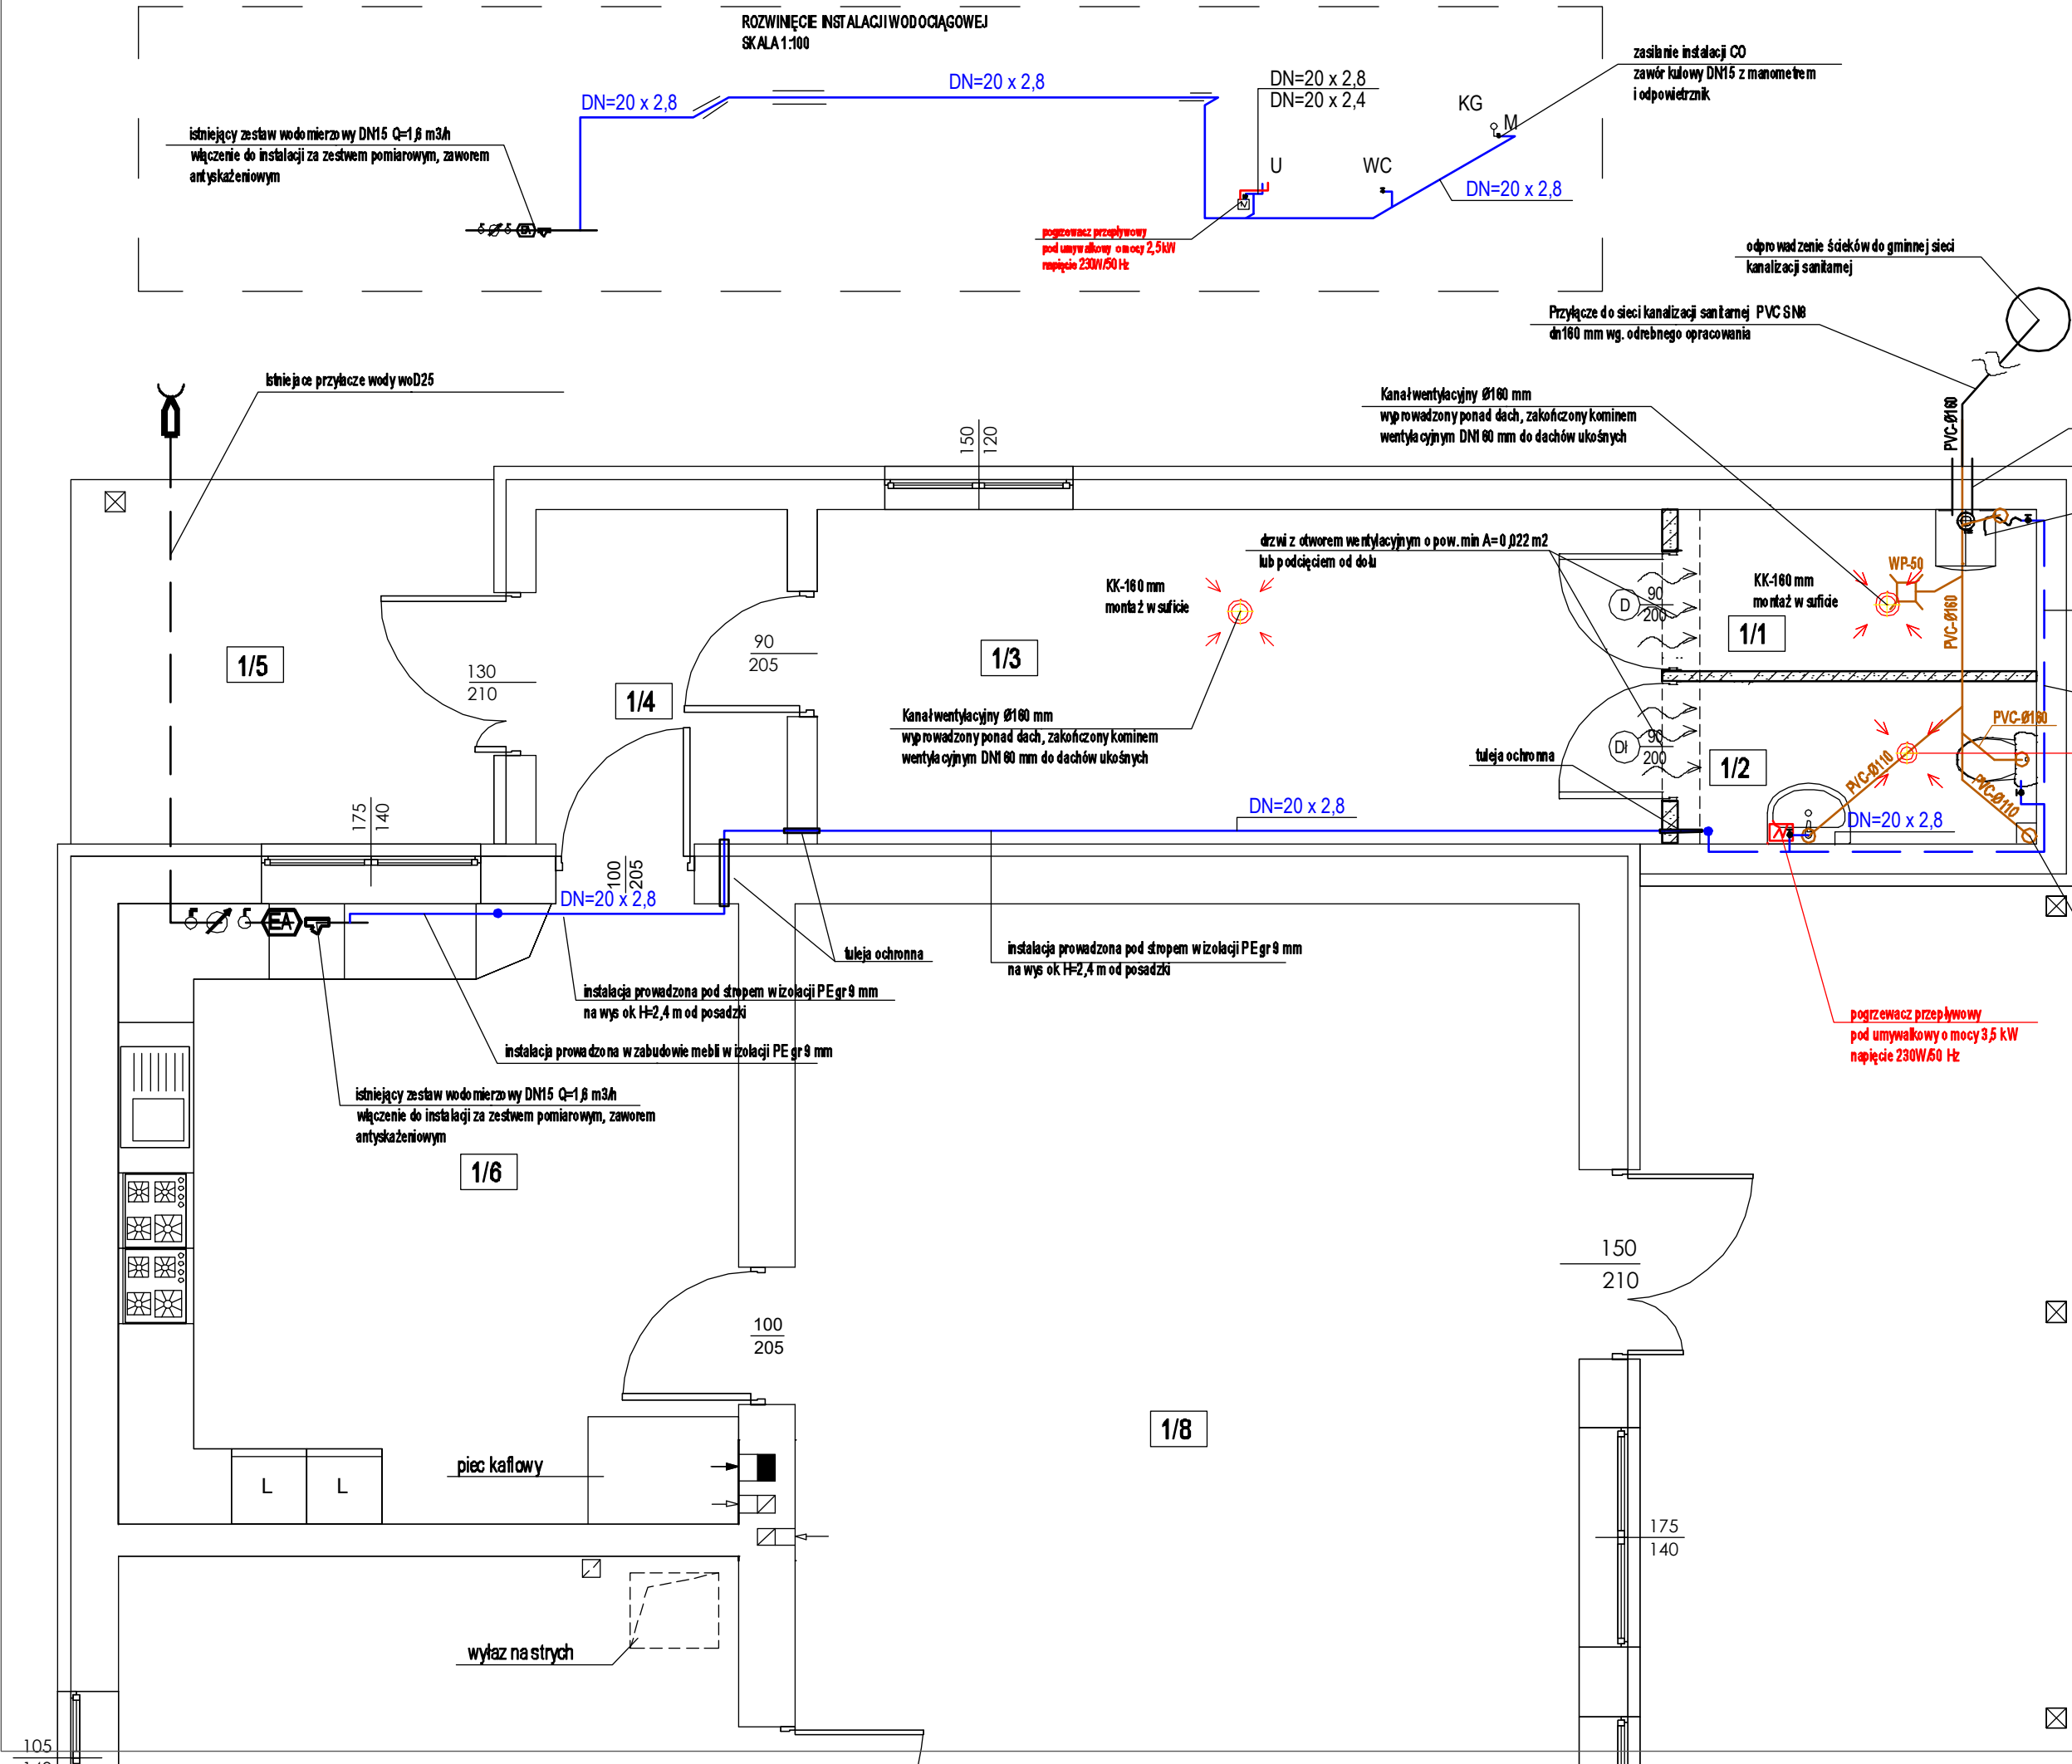 ROZWINIĘCIE INSTALACJI WODOCIĄGOWEJ
SKALA 1:100
DN=20 x 2,8
DN=20 x 2,8
DN=20 x 2,8
DN=20 x 2,4
KG
M
zasilanie instalacji CO
zawór kulowy DN15 z manometrem
i odpowietrznik
istniejący zestaw wodomierzowy DN15 Q=1,6 m3/h
włączenie do instalacji za zestwem pomiarowym, zaworem
antyskażeniowym
U
WC
DN=20 x 2,8
EA
pogrzewacz przepływowy
pod umywalkowy o mocy 2,5 kW
napięcie 230W/50 Hz
odprowadzenie ścieków do gminnej sieci
kanalizacji sanitarnej
Przyłącze do sieci kanalizacji sanitarnej PVC SN8
dn160 mm wg. odrebnego opracowania
Istniejace przyłacze wody woD25
Kanał wentylacyjny Ø160 mm
wyprowadzony ponad dach, zakończony kominem
wentylacyjnym DN160 mm do dachów ukośnych
PVC-Ø160
150
120
drzwi z otworem wentylacyjnym o pow. min A= 0,022 m2
lub podcięciem od dołu
KK-160 mm
montaż w suficie
WP-50
KK-160 mm
montaż w suficie
D
90
200
1/1
PVC-Ø160
1/5
130
210
1/4
90
205
1/3
Kanał wentylacyjny Ø160 mm
wyprowadzony ponad dach, zakończony kominem
wentylacyjnym DN160 mm do dachów ukośnych
tuleja ochronna
Dł
90
200
1/2
PVC-Ø160
PVC-Ø110
PVC-Ø110
175
140
DN=20 x 2,8
DN=20 x 2,8
100
205
DN=20 x 2,8
EA
tuleja ochronna
instalacja prowadzona pod stropem w izolacji PE gr 9 mm
na wys ok H=2,4 m od posadzki
instalacja prowadzona pod stropem w izolacji PE gr 9 mm
na wys ok H=2,4 m od posadzki
instalacja prowadzona w zabudowie mebli w izolacji PE gr 9 mm
pogrzewacz przepływowy
pod umywalkowy o mocy 3,5 kW
napięcie 230W/50 Hz
istniejący zestaw wodomierzowy DN15 Q=1,6 m3/h
włączenie do instalacji za zestwem pomiarowym, zaworem
antyskażeniowym
1/6
150
210
100
205
1/8
piec kaflowy
L
L
175
140
wyłaz na strych
105